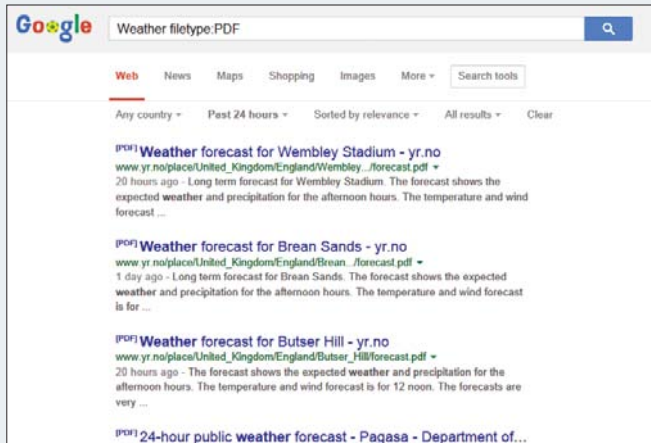 Google
Weather filetype:PDF
Web News Maps Shopping Images More Search tools
Any country Past 24 hours Sorted by relevance All results Clear
[PDF] Weather forecast for Wembley Stadium - yr.no
www.yr.no/place/United_Kingdom/England/Wembley.../forecast.pdf
20 hours ago - Long term forecast for Wembley Stadium. The forecast shows the
expected weather and precipitation for the afternoon hours. The temperature and wind
forecast ...
[PDF] Weather forecast for Brean Sands - yr.no
www.yr.no/place/United_Kingdom/England/Brean.../forecast.pdf
1 day ago - Long term forecast for Brean Sands. The forecast shows the expected
weather and precipitation for the afternoon hours. The temperature and wind forecast
is for ...
[PDF] Weather forecast for Butser Hill - yr.no
www.yr.no/place/United_Kingdom/England/Butser_Hill/forecast.pdf
20 hours ago - The forecast shows the expected weather and precipitation for the
afternoon hours. The temperature and wind forecast is for 12 noon. The forecasts are
very ...
[PDF] 24-hour public weather forecast - Pagasa - Department of...